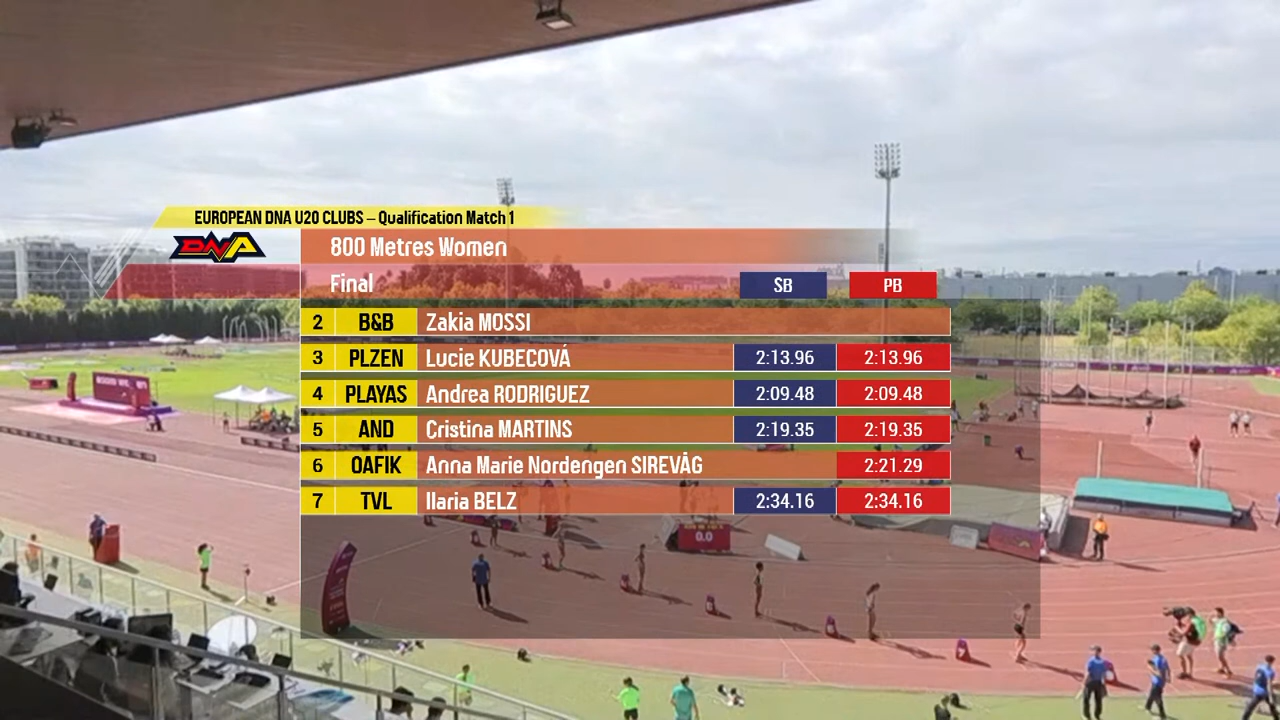 EUROPEAN DNA U20 CLUBS – Qualification Match 1
DNA
800 Metres Women
Final SB PB
2 B&B Zakia MOSSI
3 PLZEN Lucie KUBECOVÁ 2:13.96 2:13.96
4 PLAYAS Andrea RODRIGUEZ 2:09.48 2:09.48
5 AND Cristina MARTINS 2:19.35 2:19.35
6 OAFIK Anna Marie Nordengen SIREVÅG 2:21.29
7 TVL Ilaria BELZ 2:34.16 2:34.16
0.0